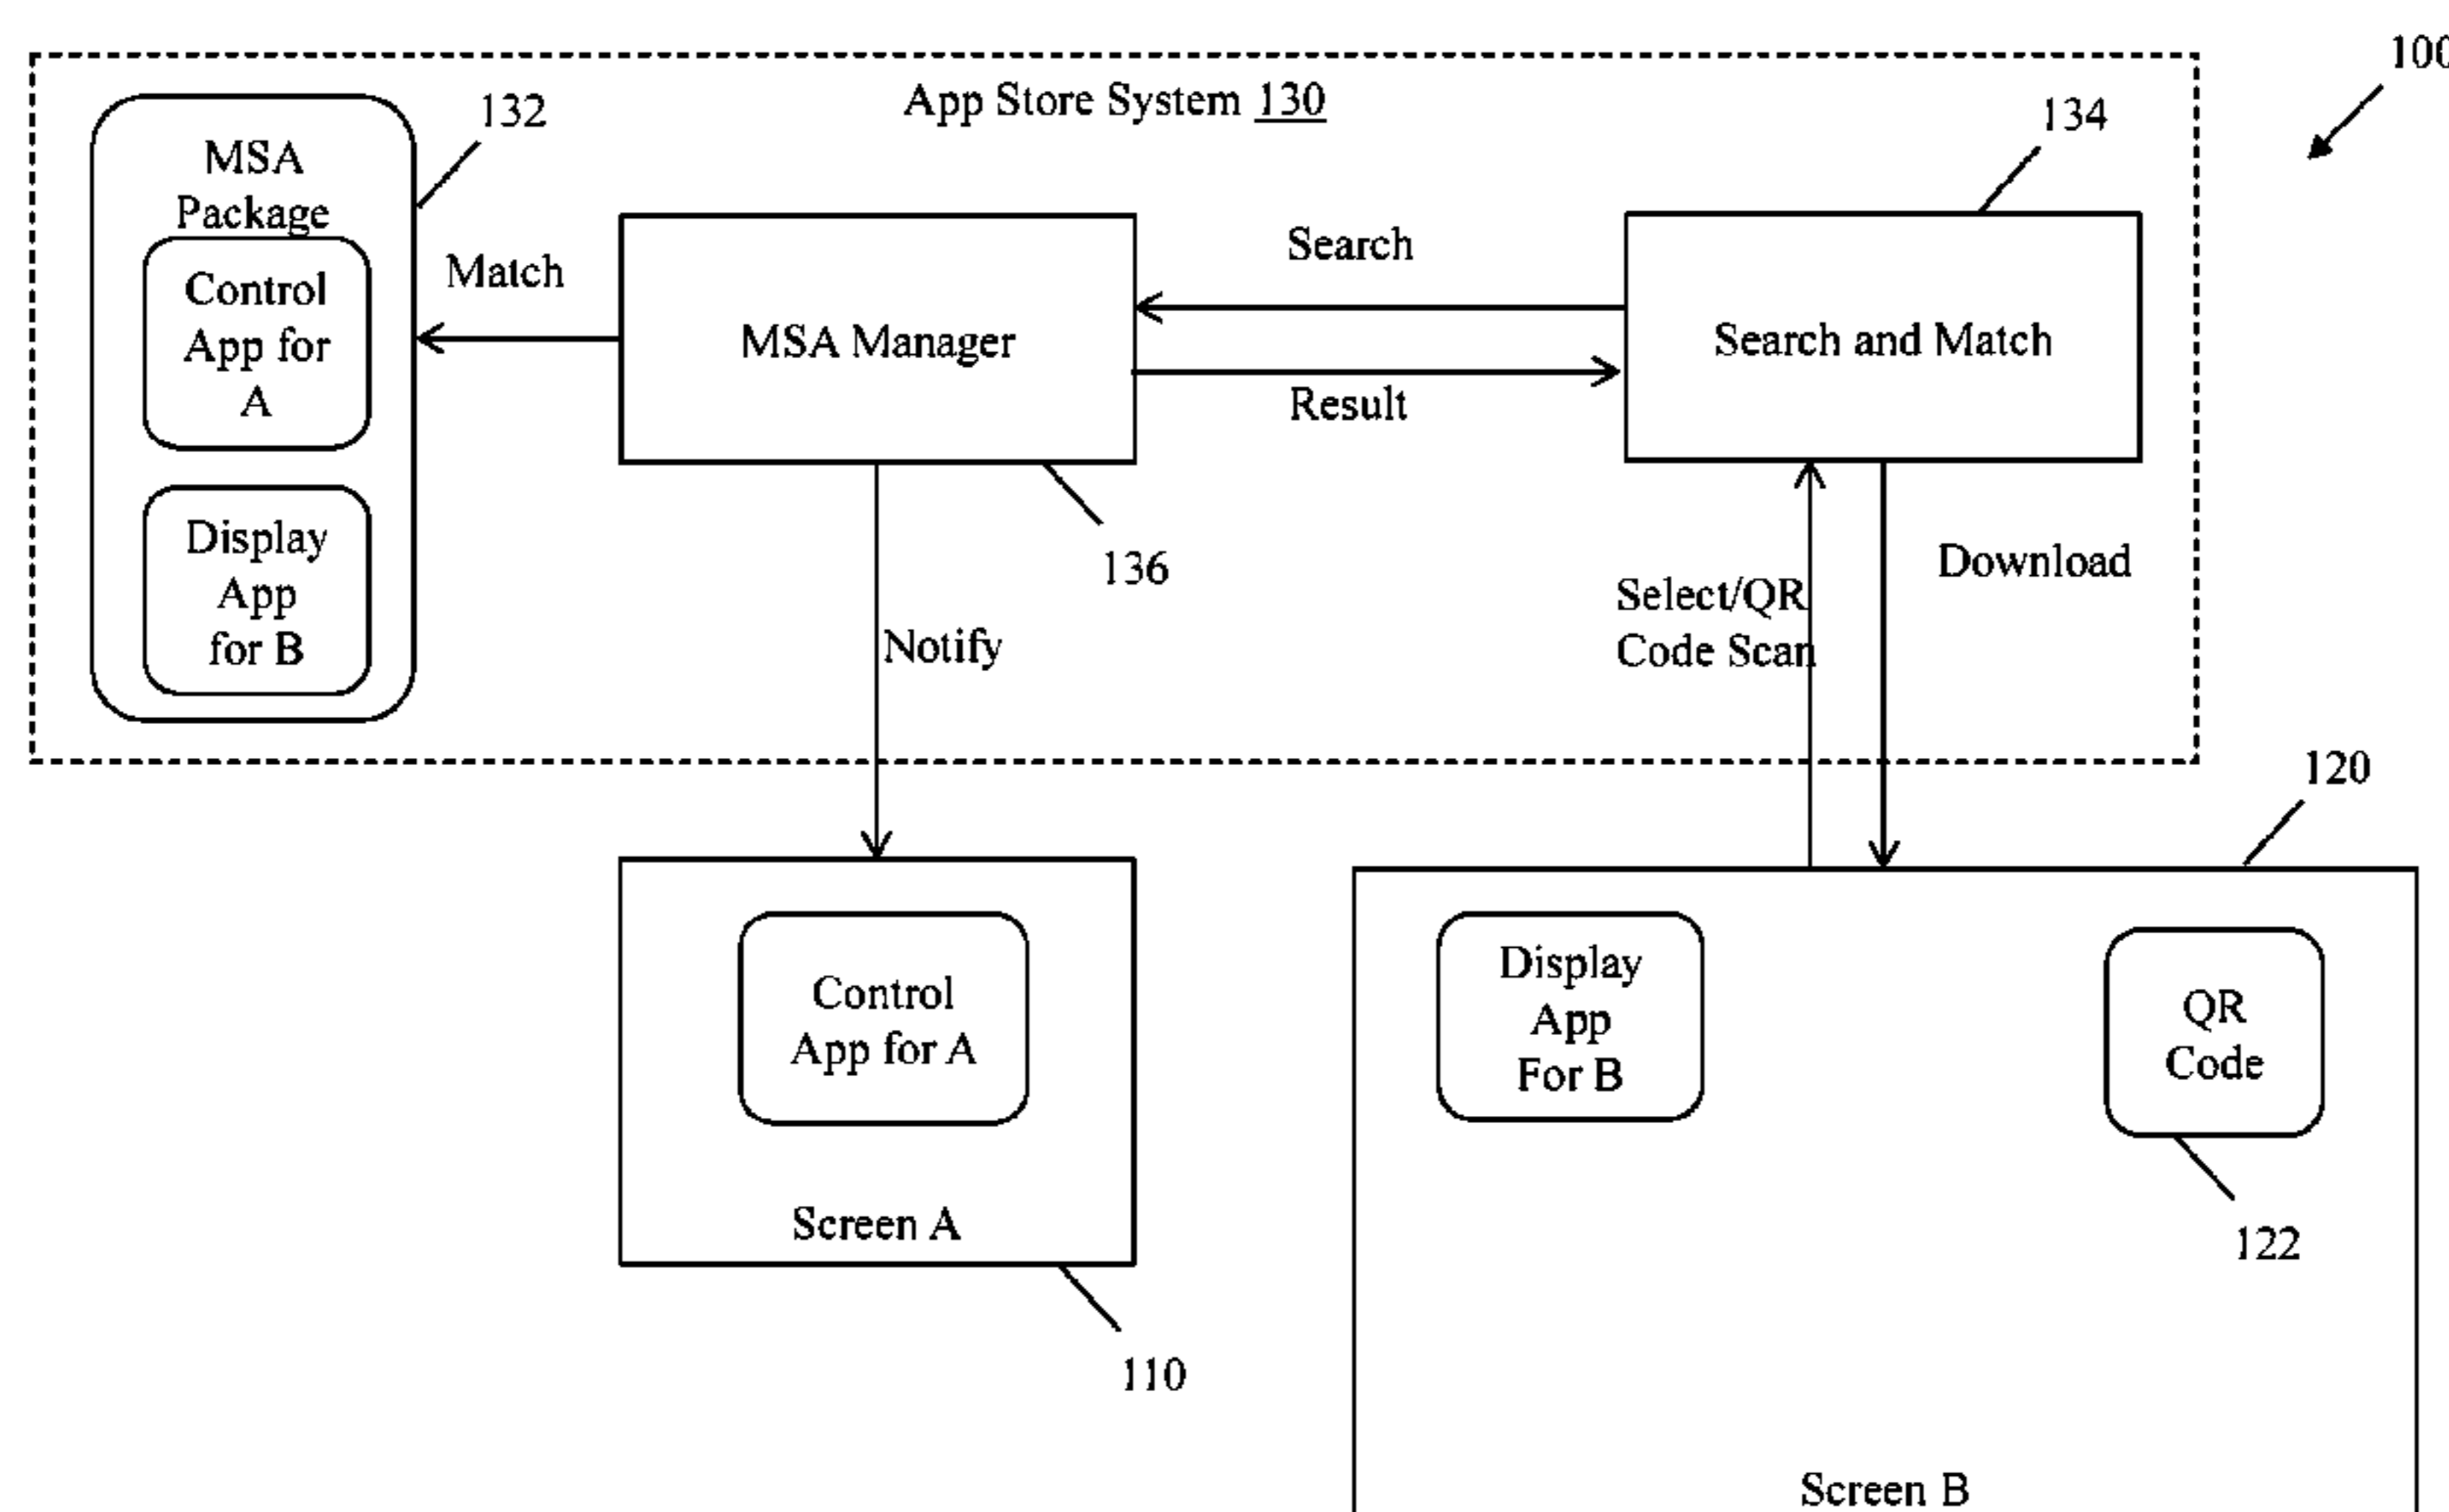 100
App Store System 130
132
134
MSA
Package
Control
App for
A
Display
App
for B
Match
MSA Manager
Search
Result
Search and Match
136
Notify
Select/QR
Code Scan
Download
120
Control
App for A
Screen A
110
Display
App
For B
QR
Code
122
Screen B